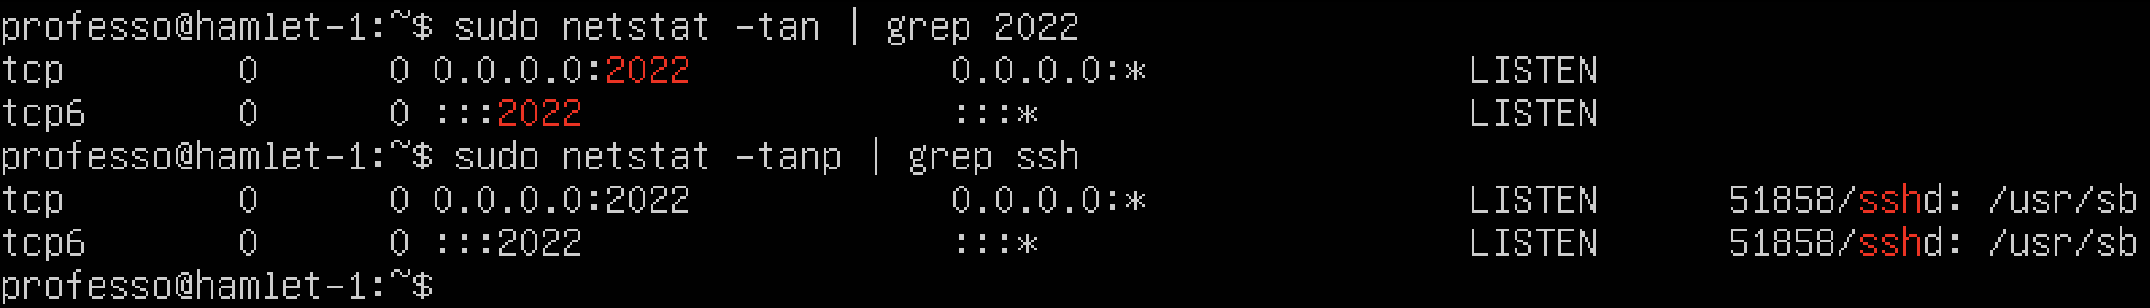 professo@hamlet-1:~$ sudo netstat -tan | grep 2022
tcp        0      0 0.0.0.0:2022            0.0.0.0:*               LISTEN
tcp6       0      0 :::2022                 :::*                    LISTEN
professo@hamlet-1:~$ sudo netstat -tanp | grep ssh
tcp        0      0 0.0.0.0:2022            0.0.0.0:*               LISTEN      51858/sshd: /usr/sb
tcp6       0      0 :::2022                 :::*                    LISTEN      51858/sshd: /usr/sb
professo@hamlet-1:~$